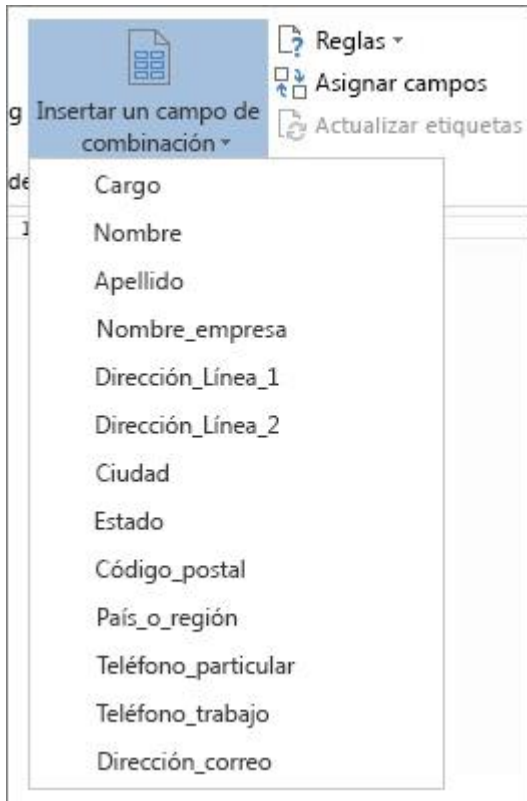 Insertar un campo de
combinación
Reglas
Asignar campos
Actualizar etiquetas
g
de
1
Cargo
Nombre
Apellido
Nombre_empresa
Dirección_Línea_1
Dirección_Línea_2
Ciudad
Estado
Código_postal
País_o_región
Teléfono_particular
Teléfono_trabajo
Dirección_correo